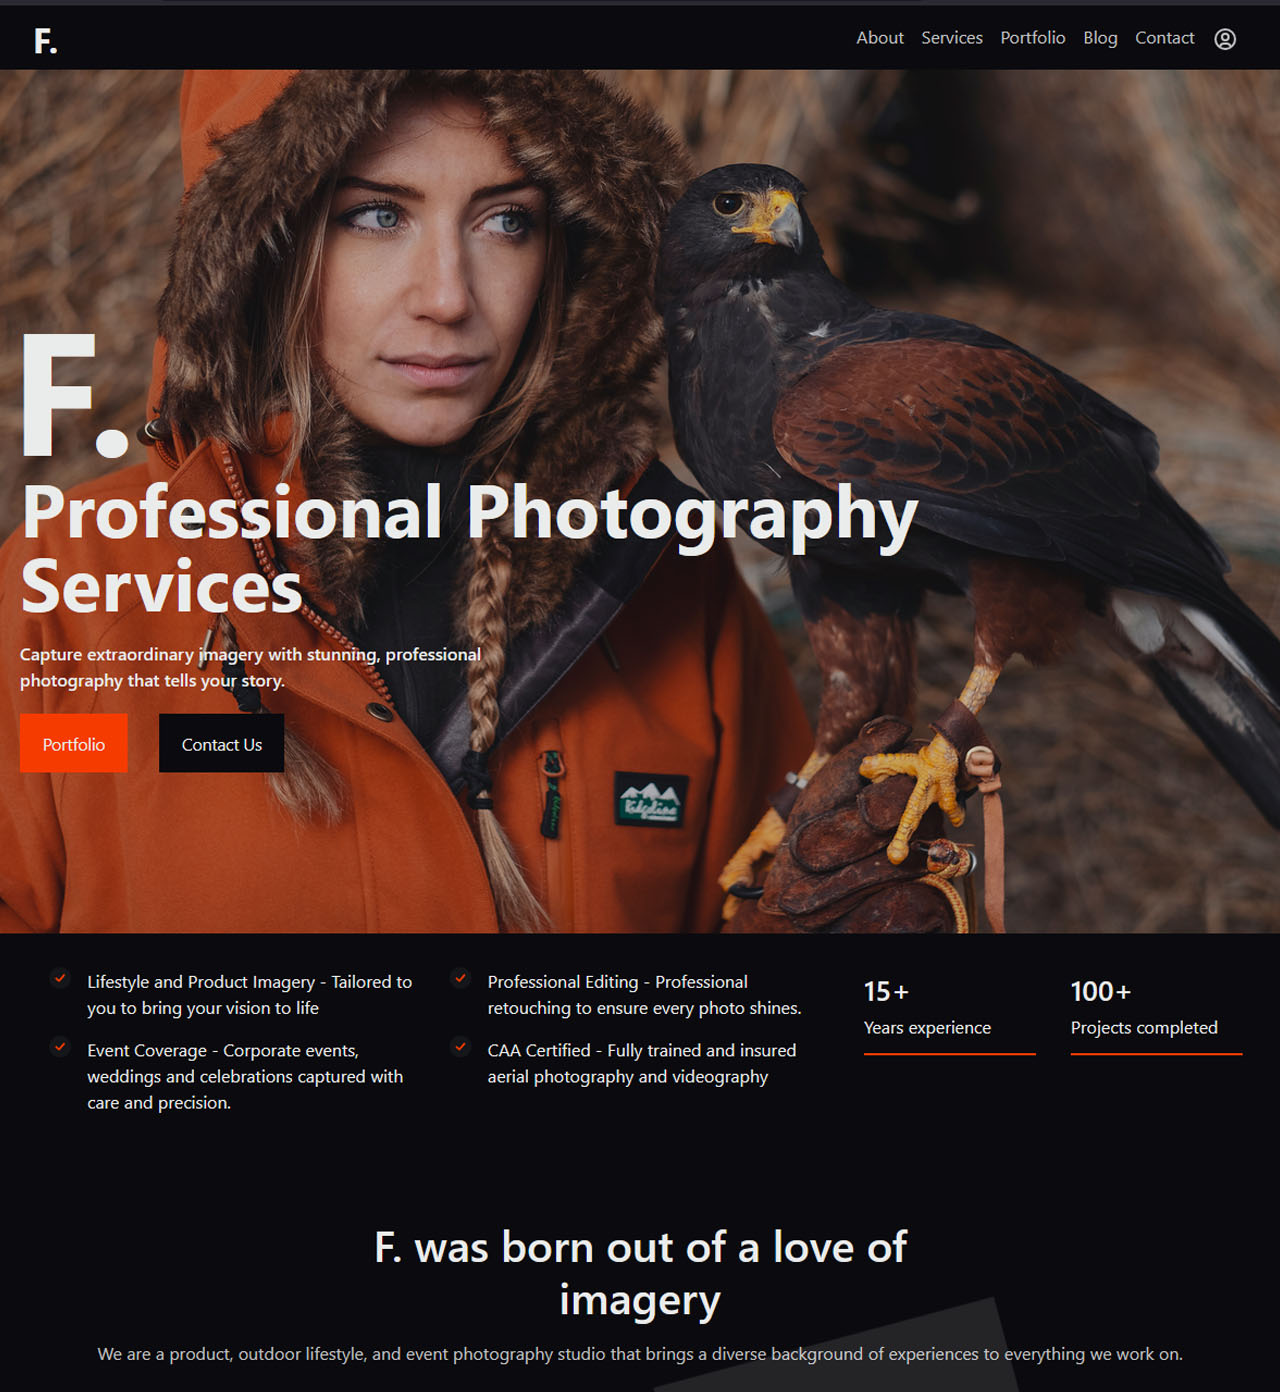 F.
About Services Portfolio Blog Contact
F.
Professional Photography
Services
Capture extraordinary imagery with stunning, professional
photography that tells your story.
Portfolio
Contact Us
Ridgeline
Lifestyle and Product Imagery - Tailored to
you to bring your vision to life
Event Coverage - Corporate events,
weddings and celebrations captured with
care and precision.
Professional Editing - Professional
retouching to ensure every photo shines.
CAA Certified - Fully trained and insured
aerial photography and videography
15+
Years experience
100+
Projects completed
F. was born out of a love of
imagery
We are a product, outdoor lifestyle, and event photography studio that brings a diverse background of experiences to everything we work on.